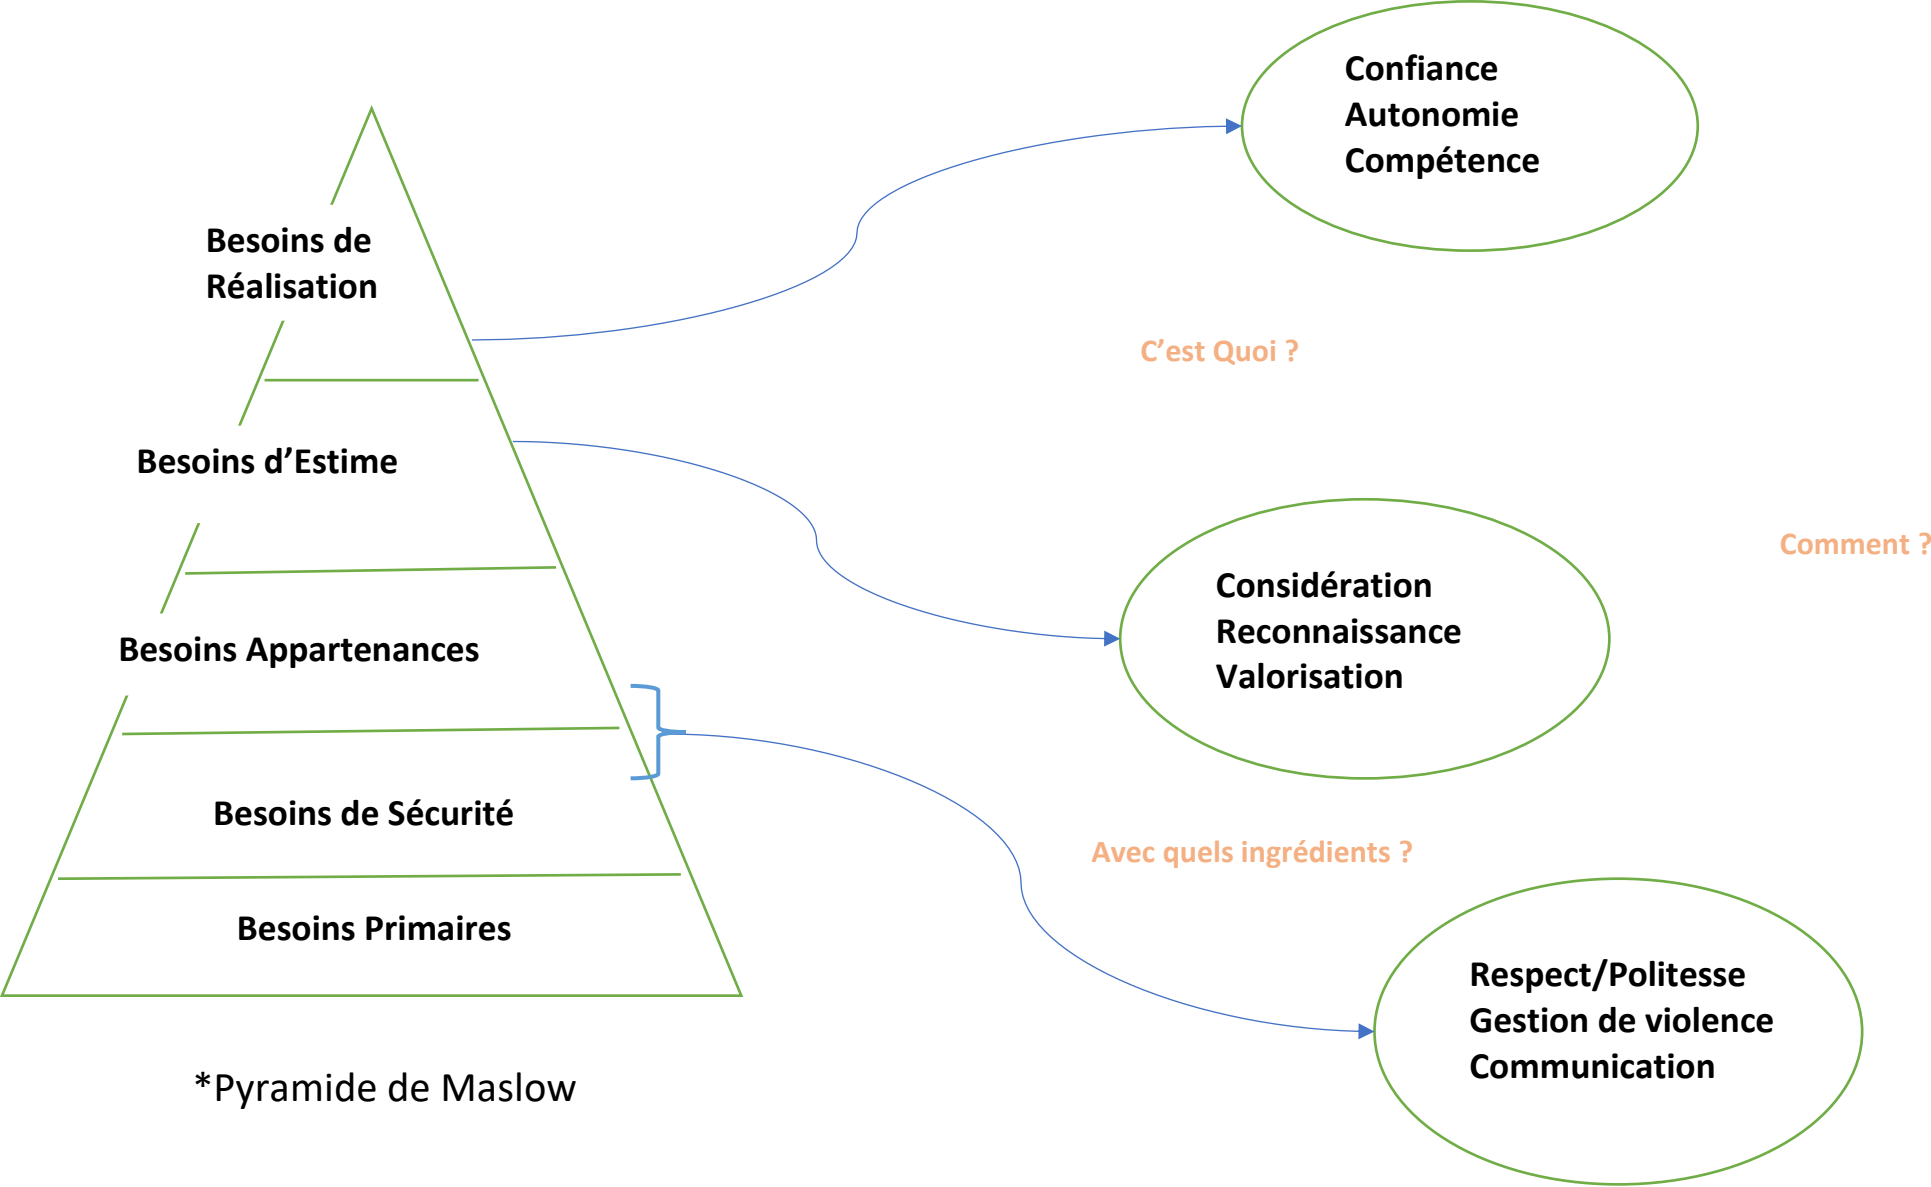 Confiance
Autonomie
Compétence
Besoins de
Réalisation
C’est Quoi ?
Besoins d’Estime
Comment ?
Considération
Reconnaissance
Valorisation
Besoins Appartenances
Besoins de Sécurité
Avec quels ingrédients ?
Besoins Primaires
Respect/Politesse
Gestion de violence
Communication
*Pyramide de Maslow